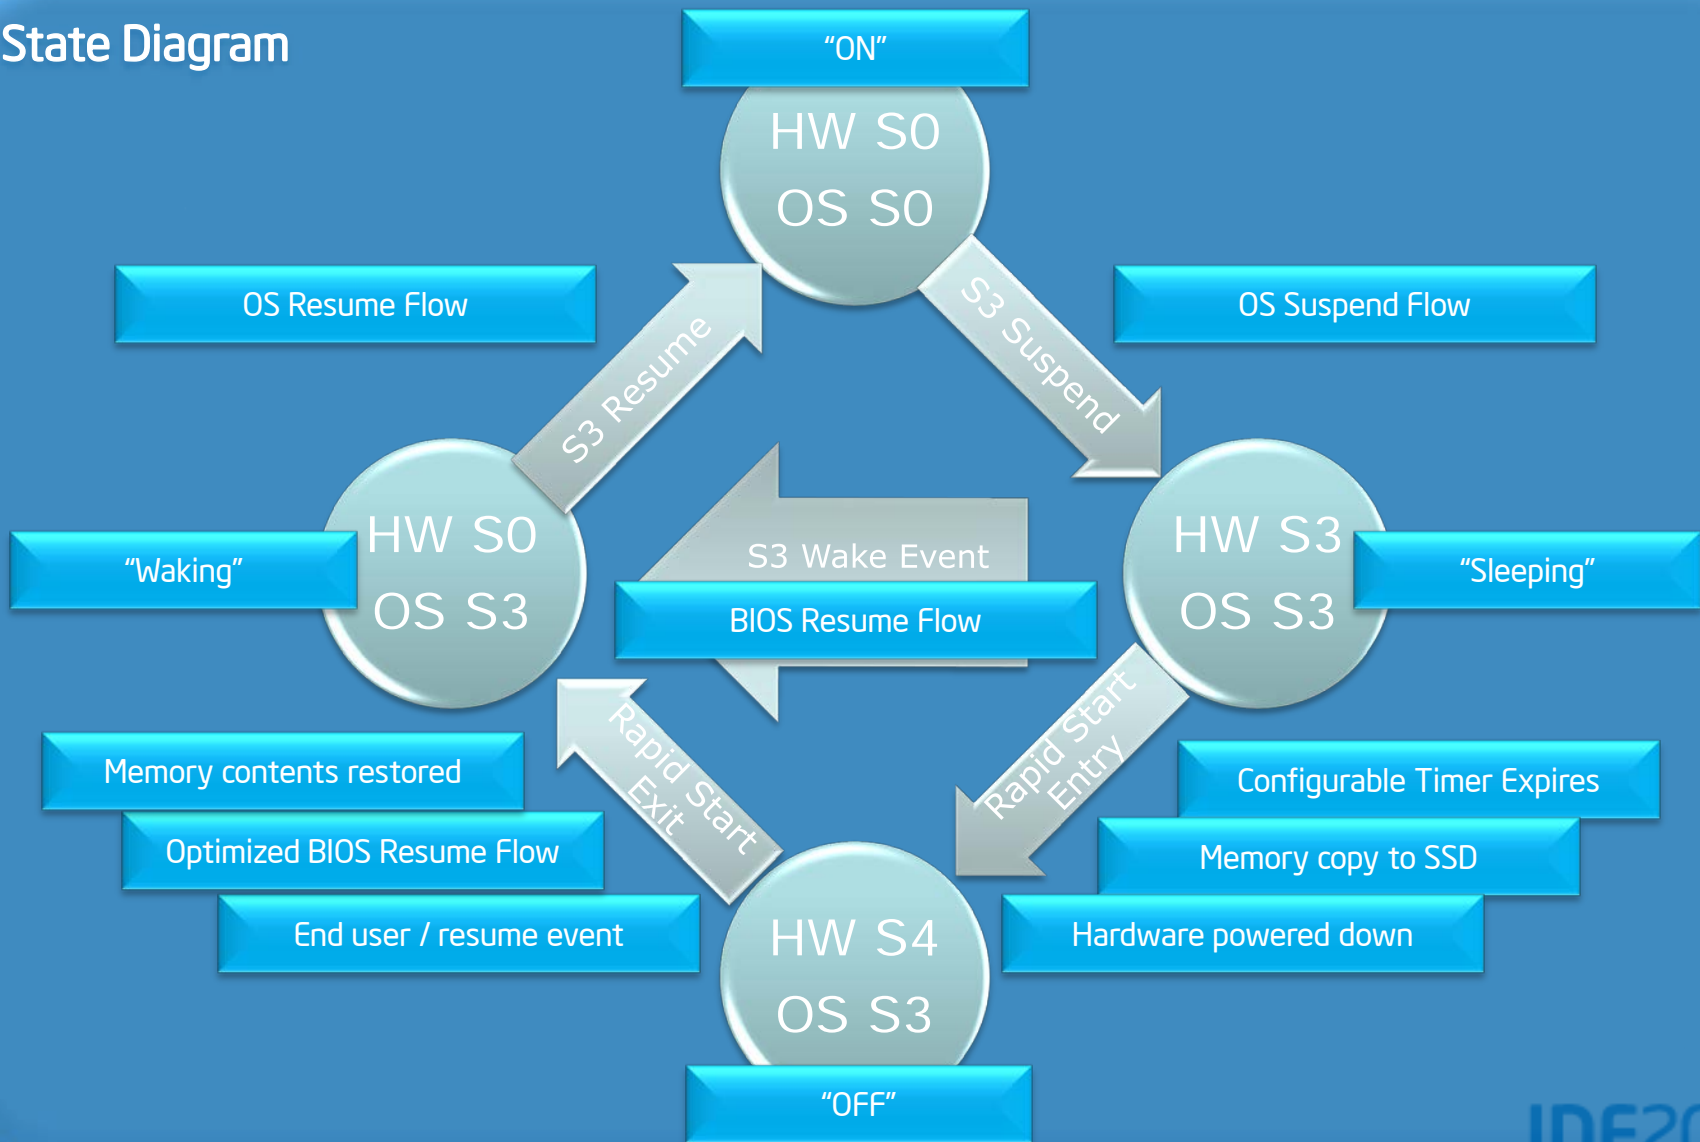 State Diagram
“ON”
HW S0
OS S0
OS Resume Flow
S3 Resume
S3 Suspend
OS Suspend Flow
“Waking”
HW S0
OS S3
S3 Wake Event
BIOS Resume Flow
HW S3
OS S3
“Sleeping”
Memory contents restored
Optimized BIOS Resume Flow
End user / resume event
Rapid Start
Exit
Rapid Start
Entry
Configurable Timer Expires
Memory copy to SSD
Hardware powered down
HW S4
OS S3
“OFF”